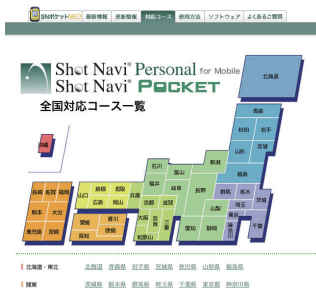 SNポケットNEO 最新情報 更新情報 対応コース 使用方法 ソフトウェア よくあるご質問
Shot Navi Personal for Mobile
Shot Navi POCKET
全国対応コース一覧
北海道
青森
秋田 岩手
山形 宮城
福島
沖縄
石川 富山 新潟
福井 岐阜 長野 群馬 栃木 茨城
埼玉
東京
山梨 神奈川 千葉
長崎 佐賀 福岡
熊本 大分
鹿児島 宮崎
山口 島根 鳥取 兵庫 京都 滋賀
広島 岡山
愛媛 香川
高知 徳島
大阪 奈良 三重
和歌山
愛知 静岡
北海道・東北 北海道 青森県 岩手県 宮城県 秋田県 山形県 福島県
関東 茨城県 栃木県 群馬県 埼玉県 千葉県 東京都 神奈川県